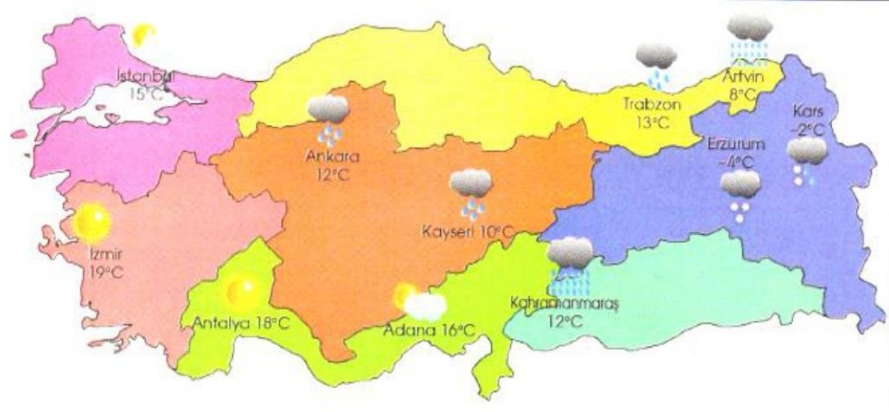 İstanbul
15°C
Artvin
8°C
Trabzon
13°C
Kars
-2°C
Erzurum
-4°C
Ankara
12°C
Kayseri 10°C
İzmir
19°C
Antalya 18°C
Adana 16°C
Kahramanmaraş
12°C